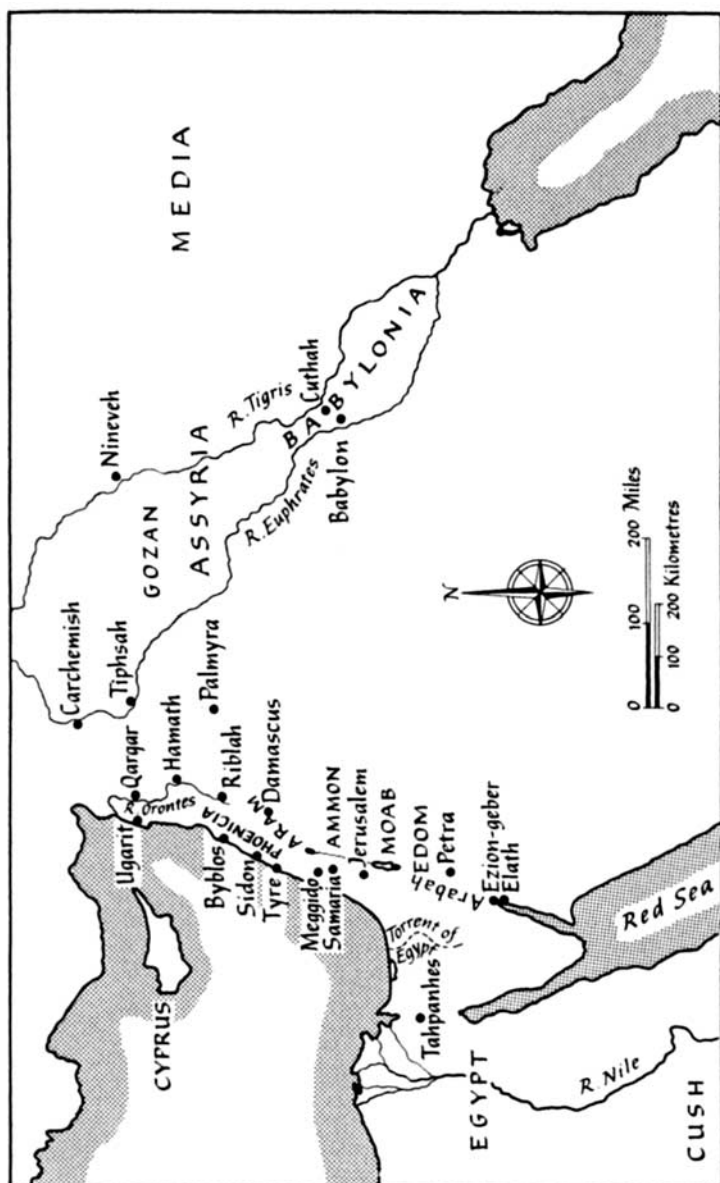 MEDIA
Nineveh
GOZAN
ASSYRIA
R. Tigris
Cuthah
BABYLONIA
R. Euphrates
Babylon
Carchemish
Tiphsah
Palmyra
Qarqar
Hamath
Riblah
R. Orontes
Ugarit
CYPRUS
Byblos
PHOENICIA
Sidon
Tyre
ARAM
Damascus
Meggido
Samaria
AMMON
Jerusalem
MOAB
EDOM
Petra
Arabah
Ezion-geber
Elath
Torrent of
Egypt
Tahpanhes
EGYPT
R. Nile
CUSH
Red Sea
N
0 100 200 Miles
0 100 200 Kilometres